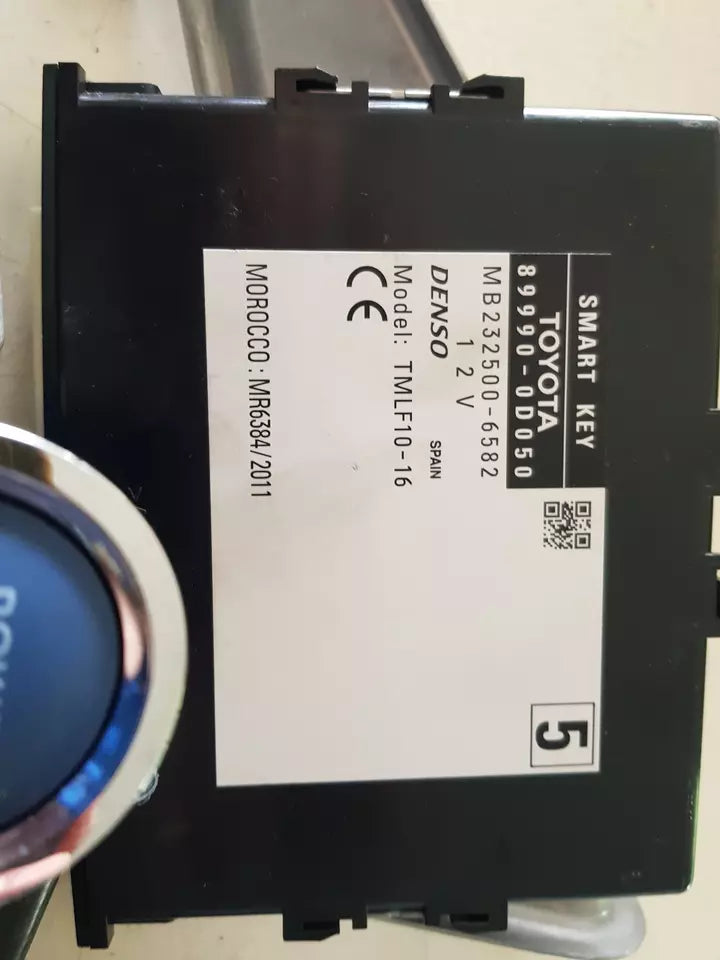 SMART KEY
TOYOTA
89990-0D050
MB232500-6582
12V
DENSO SPAIN
Model: TMLF10-16
CE
MOROCCO: MR6384/2011
5